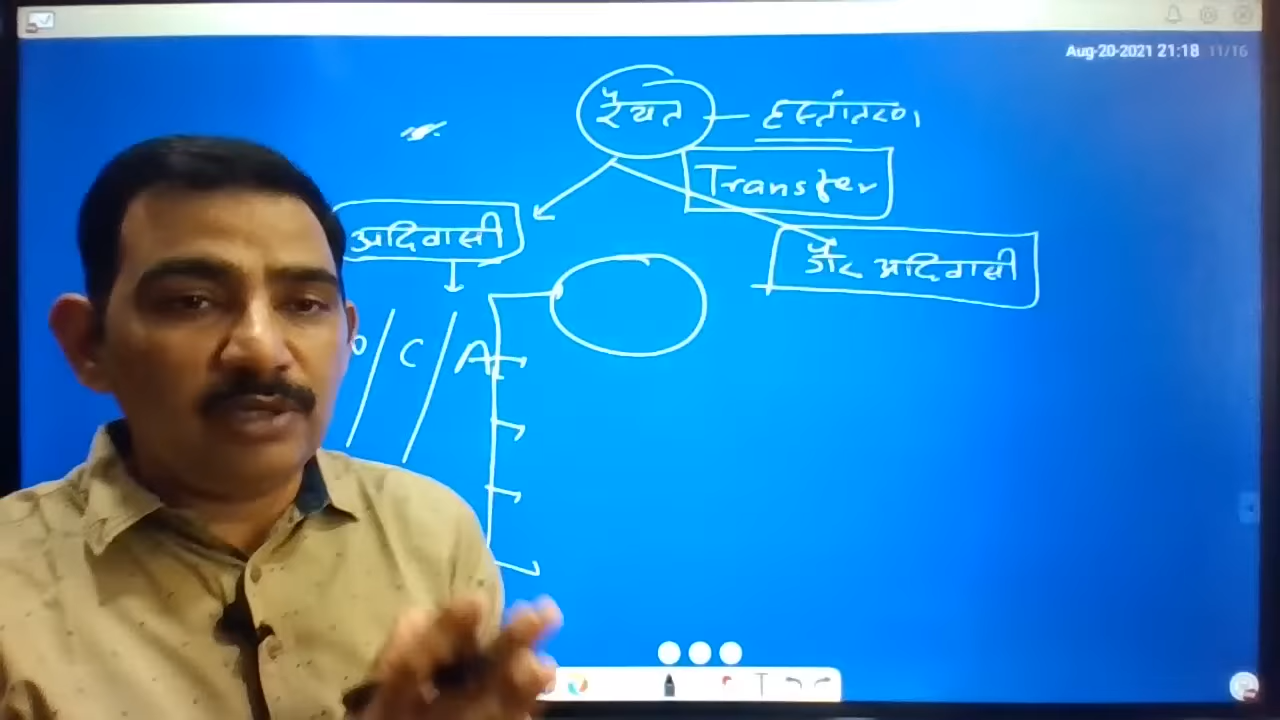 Aug-20-2021 21:18 11/16
रैयत — हस्तांतरण
Transfer
आदिवासी
गैर आदिवासी
O / C / A
T